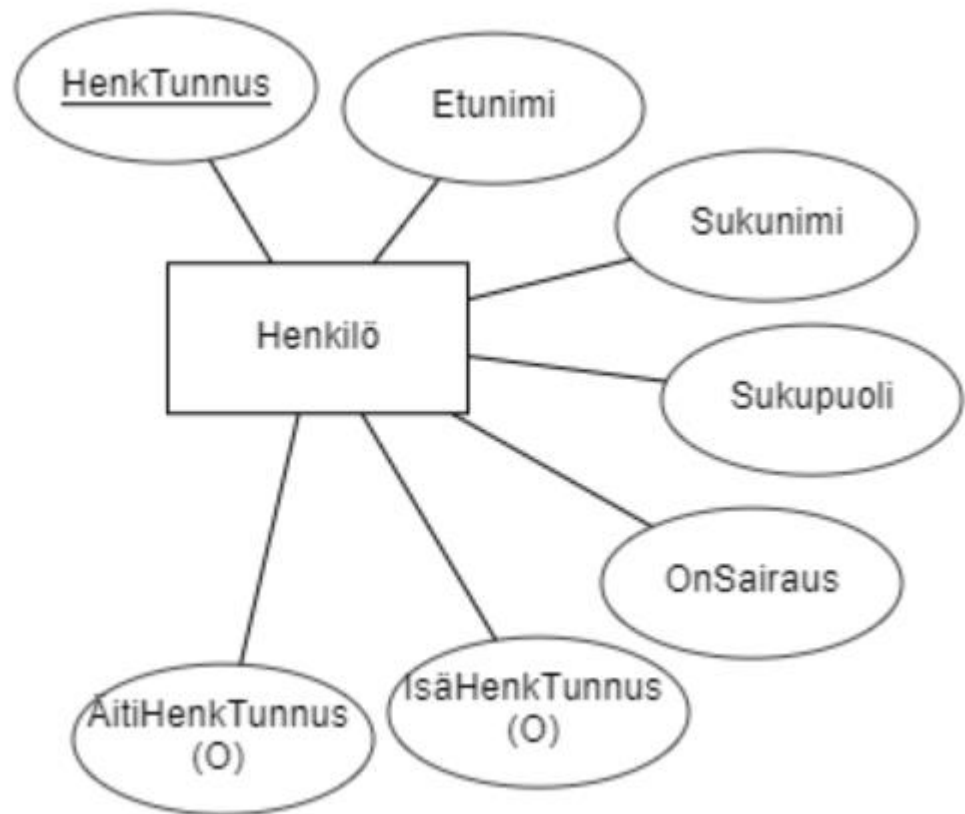 HenkTunnus
Etunimi
Sukunimi
Henkilö
Sukupuoli
OnSairaus
ÄitiHenkTunnus
(O)
IsäHenkTunnus
(O)